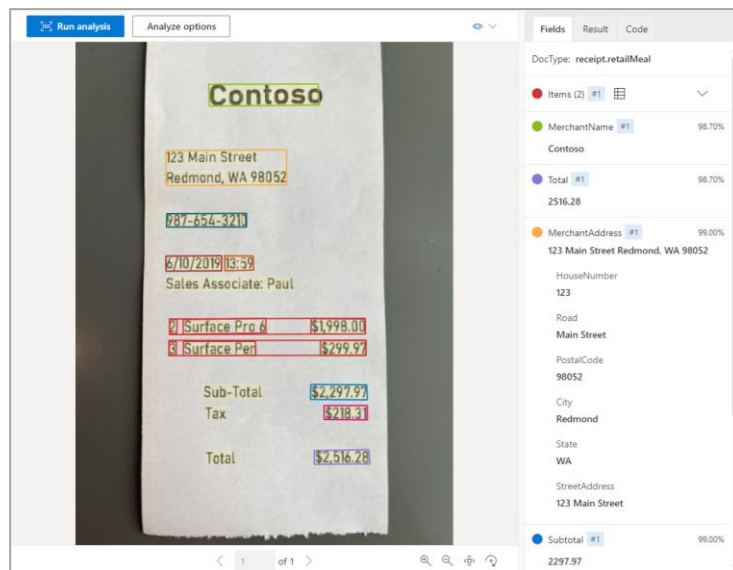 Run analysis
Analyze options
Contoso
123 Main Street
Redmond, WA 98052
987-654-3210
6/10/2019 13:59
Sales Associate: Paul
2 Surface Pro 6 $1,998.00
3 Surface Pen $299.97
Sub-Total $2,297.97
Tax $218.31
Total $2,516.28
1 of 1
Fields Result Code
DocType: receipt.retailMeal
Items (2) #1
MerchantName #1 98.70%
Contoso
Total #1 98.70%
2516.28
MerchantAddress #1 99.00%
123 Main Street Redmond, WA 98052
HouseNumber
123
Road
Main Street
PostalCode
98052
City
Redmond
State
WA
StreetAddress
123 Main Street
Subtotal #1 99.00%
2297.97